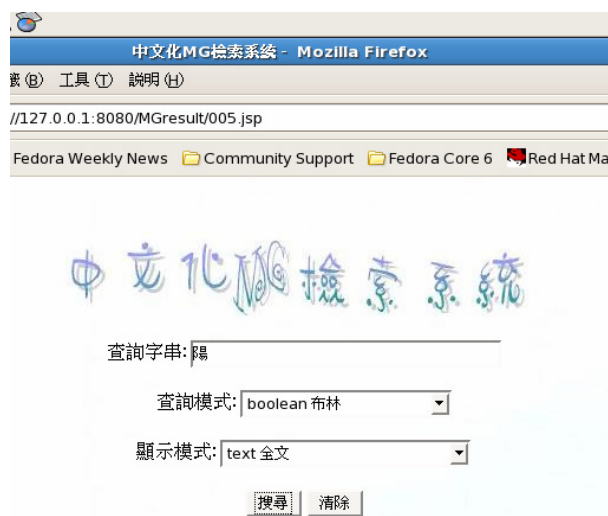 中文化MG檢索系統 - Mozilla Firefox
籤(B) 工具(T) 説明(H)
//127.0.0.1:8080/MGresult/005.jsp
Fedora Weekly News Community Support Fedora Core 6 Red Hat Ma
中文化MG檢索系統
查詢字串: 陽
查詢模式: boolean 布林
顯示模式: text 全文
搜尋 清除